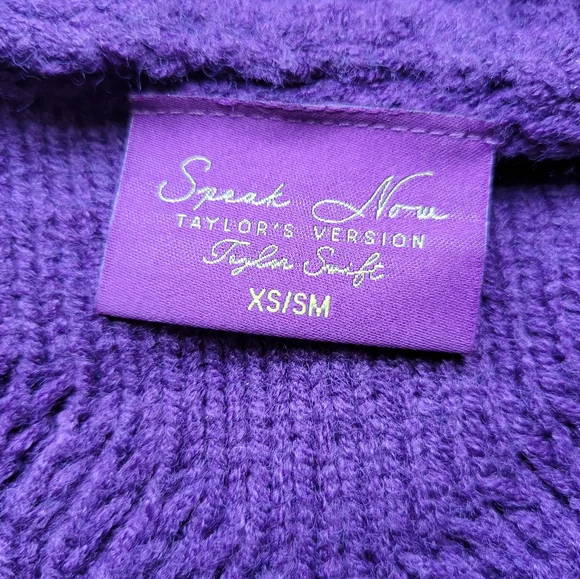 Speak Now
TAYLOR'S VERSION
Taylor Swift
XS/SM